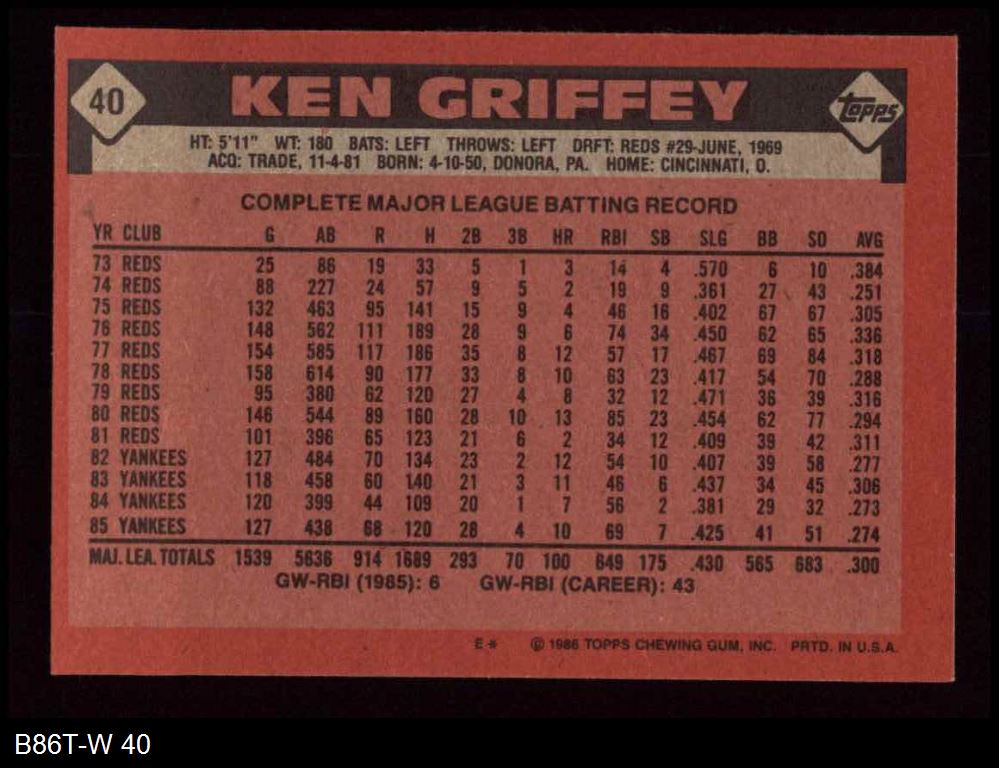 40
KEN GRIFFEY
topps
HT: 5'11" WT: 180 BATS: LEFT THROWS: LEFT DRFT: REDS #29-JUNE, 1969
ACQ: TRADE, 11-4-81 BORN: 4-10-50, DONORA, PA. HOME: CINCINNATI, O.
COMPLETE MAJOR LEAGUE BATTING RECORD
YR CLUB G AB R H 2B 3B HR RBI SB SLG BB SO AVG
73 REDS 25 86 19 33 5 1 3 14 4 .570 6 10 .384
74 REDS 88 227 24 57 9 5 2 19 9 .361 27 43 .251
75 REDS 132 463 95 141 15 9 4 46 16 .402 67 67 .305
76 REDS 148 562 111 189 28 9 6 74 34 .450 62 65 .336
77 REDS 154 585 117 186 35 8 12 57 17 .467 69 84 .318
78 REDS 158 614 90 177 33 8 10 63 23 .417 54 70 .288
79 REDS 95 380 62 120 27 4 8 32 12 .471 36 39 .316
80 REDS 146 544 89 160 28 10 13 85 23 .454 62 77 .294
81 REDS 101 396 65 123 21 6 2 34 12 .409 39 42 .311
82 YANKEES 127 484 70 134 23 2 12 54 10 .407 39 58 .277
83 YANKEES 118 458 60 140 21 3 11 46 6 .437 34 45 .306
84 YANKEES 120 399 44 109 20 1 7 56 2 .381 29 32 .273
85 YANKEES 127 438 68 120 28 4 10 69 7 .425 41 51 .274
MAJ. LEA. TOTALS 1539 5636 914 1689 293 70 100 649 175 .430 565 683 .300
GW-RBI (1985): 6 GW-RBI (CAREER): 43
E* © 1986 TOPPS CHEWING GUM, INC. PRTD. IN U.S.A.
B86T-W 40